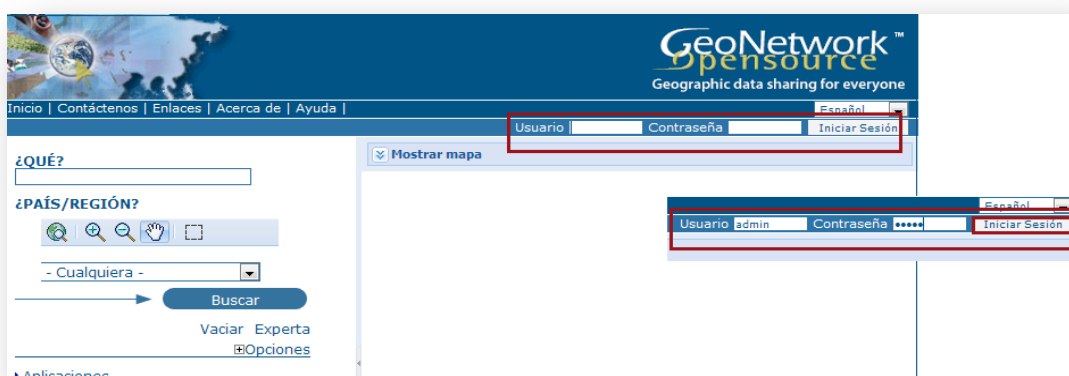 GeoNetwork™
Opensource
Geographic data sharing for everyone
Inicio | Contáctenos | Enlaces | Acerca de | Ayuda |
Español
Usuario
Contraseña
Iniciar Sesión
¿QUÉ?
Mostrar mapa
¿PAÍS/REGIÓN?
Español
Usuario admin Contraseña ••••• Iniciar Sesión
- Cualquiera -
Buscar
Vaciar Experta
Opciones
Aplicaciones